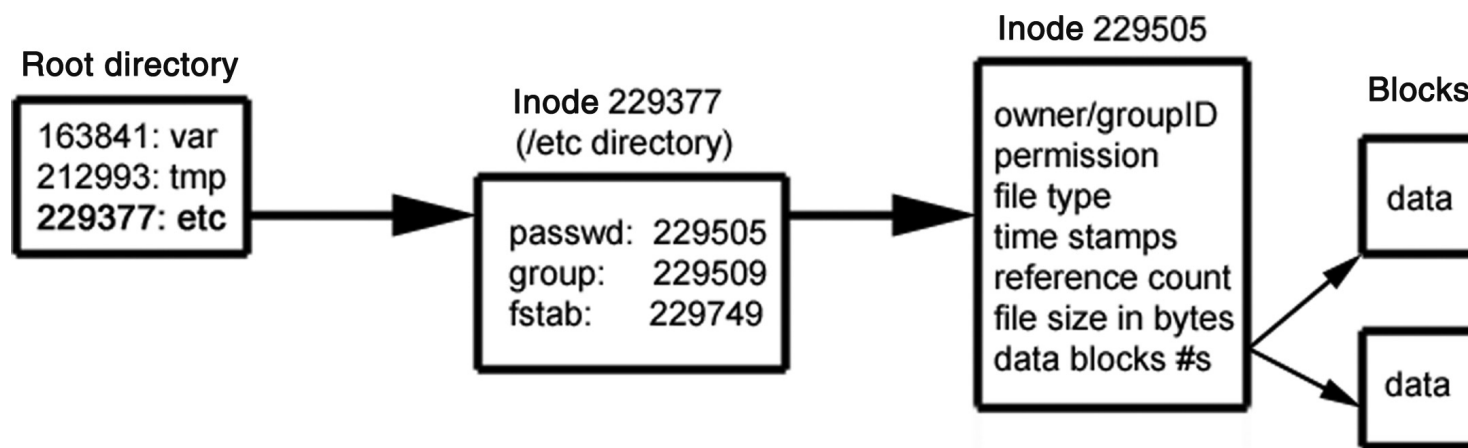 Root directory
163841: var
212993: tmp
229377: etc
Inode 229377
(/etc directory)
passwd: 229505
group: 229509
fstab: 229749
Inode 229505
owner/groupID
permission
file type
time stamps
reference count
file size in bytes
data blocks #s
Blocks
data
data